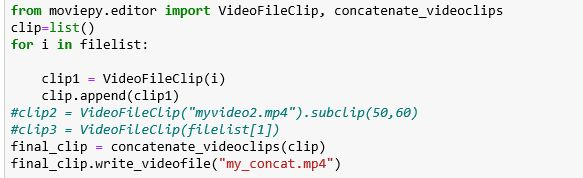 from moviepy.editor import VideoFileClip, concatenate_videoclips
clip=list()
for i in filelist:
    clip1 = VideoFileClip(i)
    clip.append(clip1)
#clip2 = VideoFileClip("myvideo2.mp4").subclip(50,60)
#clip3 = VideoFileClip(filelist[1])
final_clip = concatenate_videoclips(clip)
final_clip.write_videofile("my_concat.mp4")